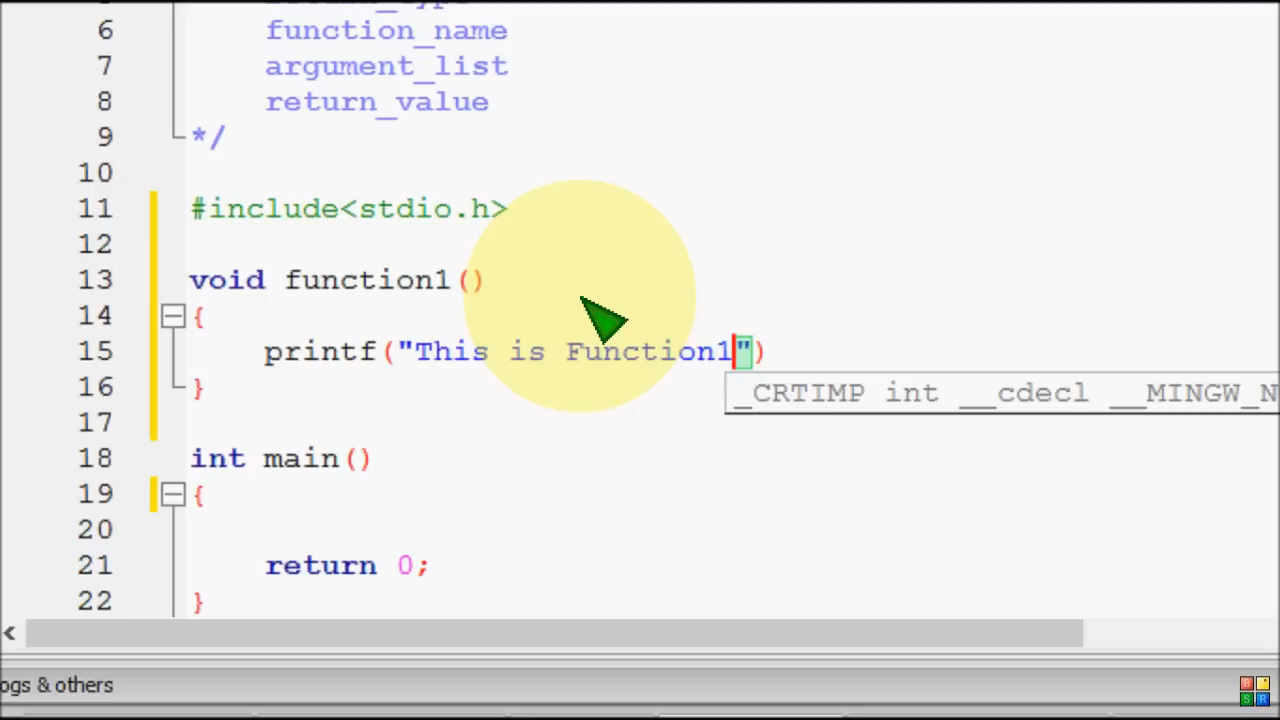 6 function_name
7 argument_list
8 return_value
9 */
10
11 #include<stdio.h>
12
13 void function1()
14 {
15 printf("This is Function1")
_CRTIMP int __cdecl __MINGW_N
16 }
17
18 int main()
19 {
20
21 return 0;
22 }
ogs & others